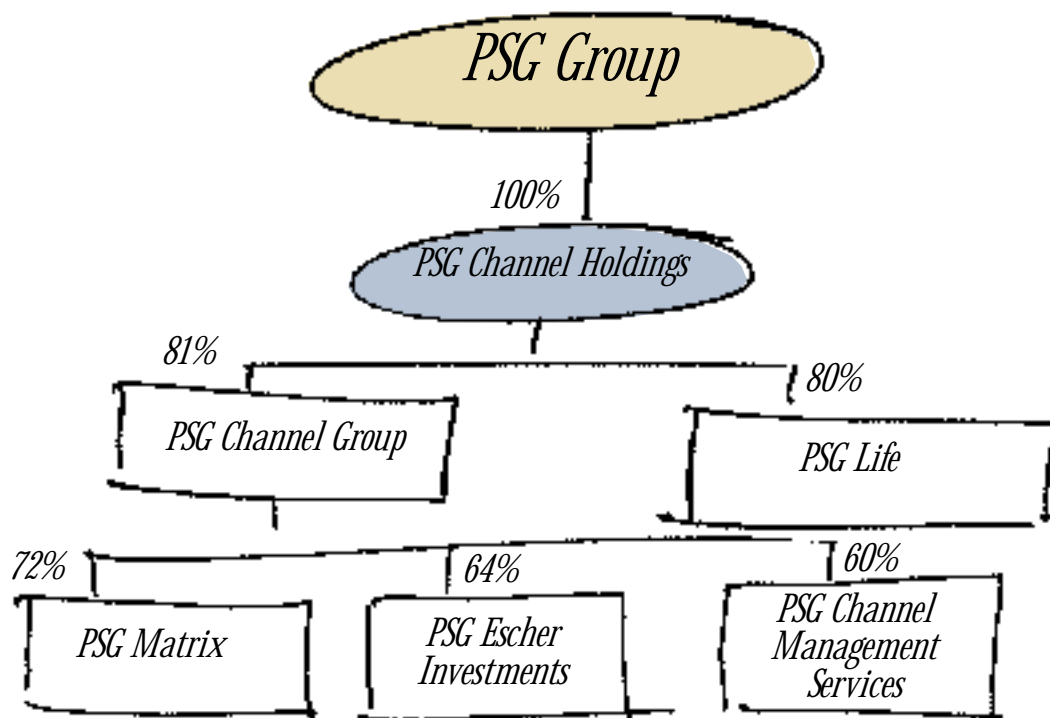 PSG Group
100%
PSG Channel Holdings
81%
80%
PSG Channel Group
PSG Life
72%
64%
60%
PSG Matrix
PSG Escher
Investments
PSG Channel
Management
Services